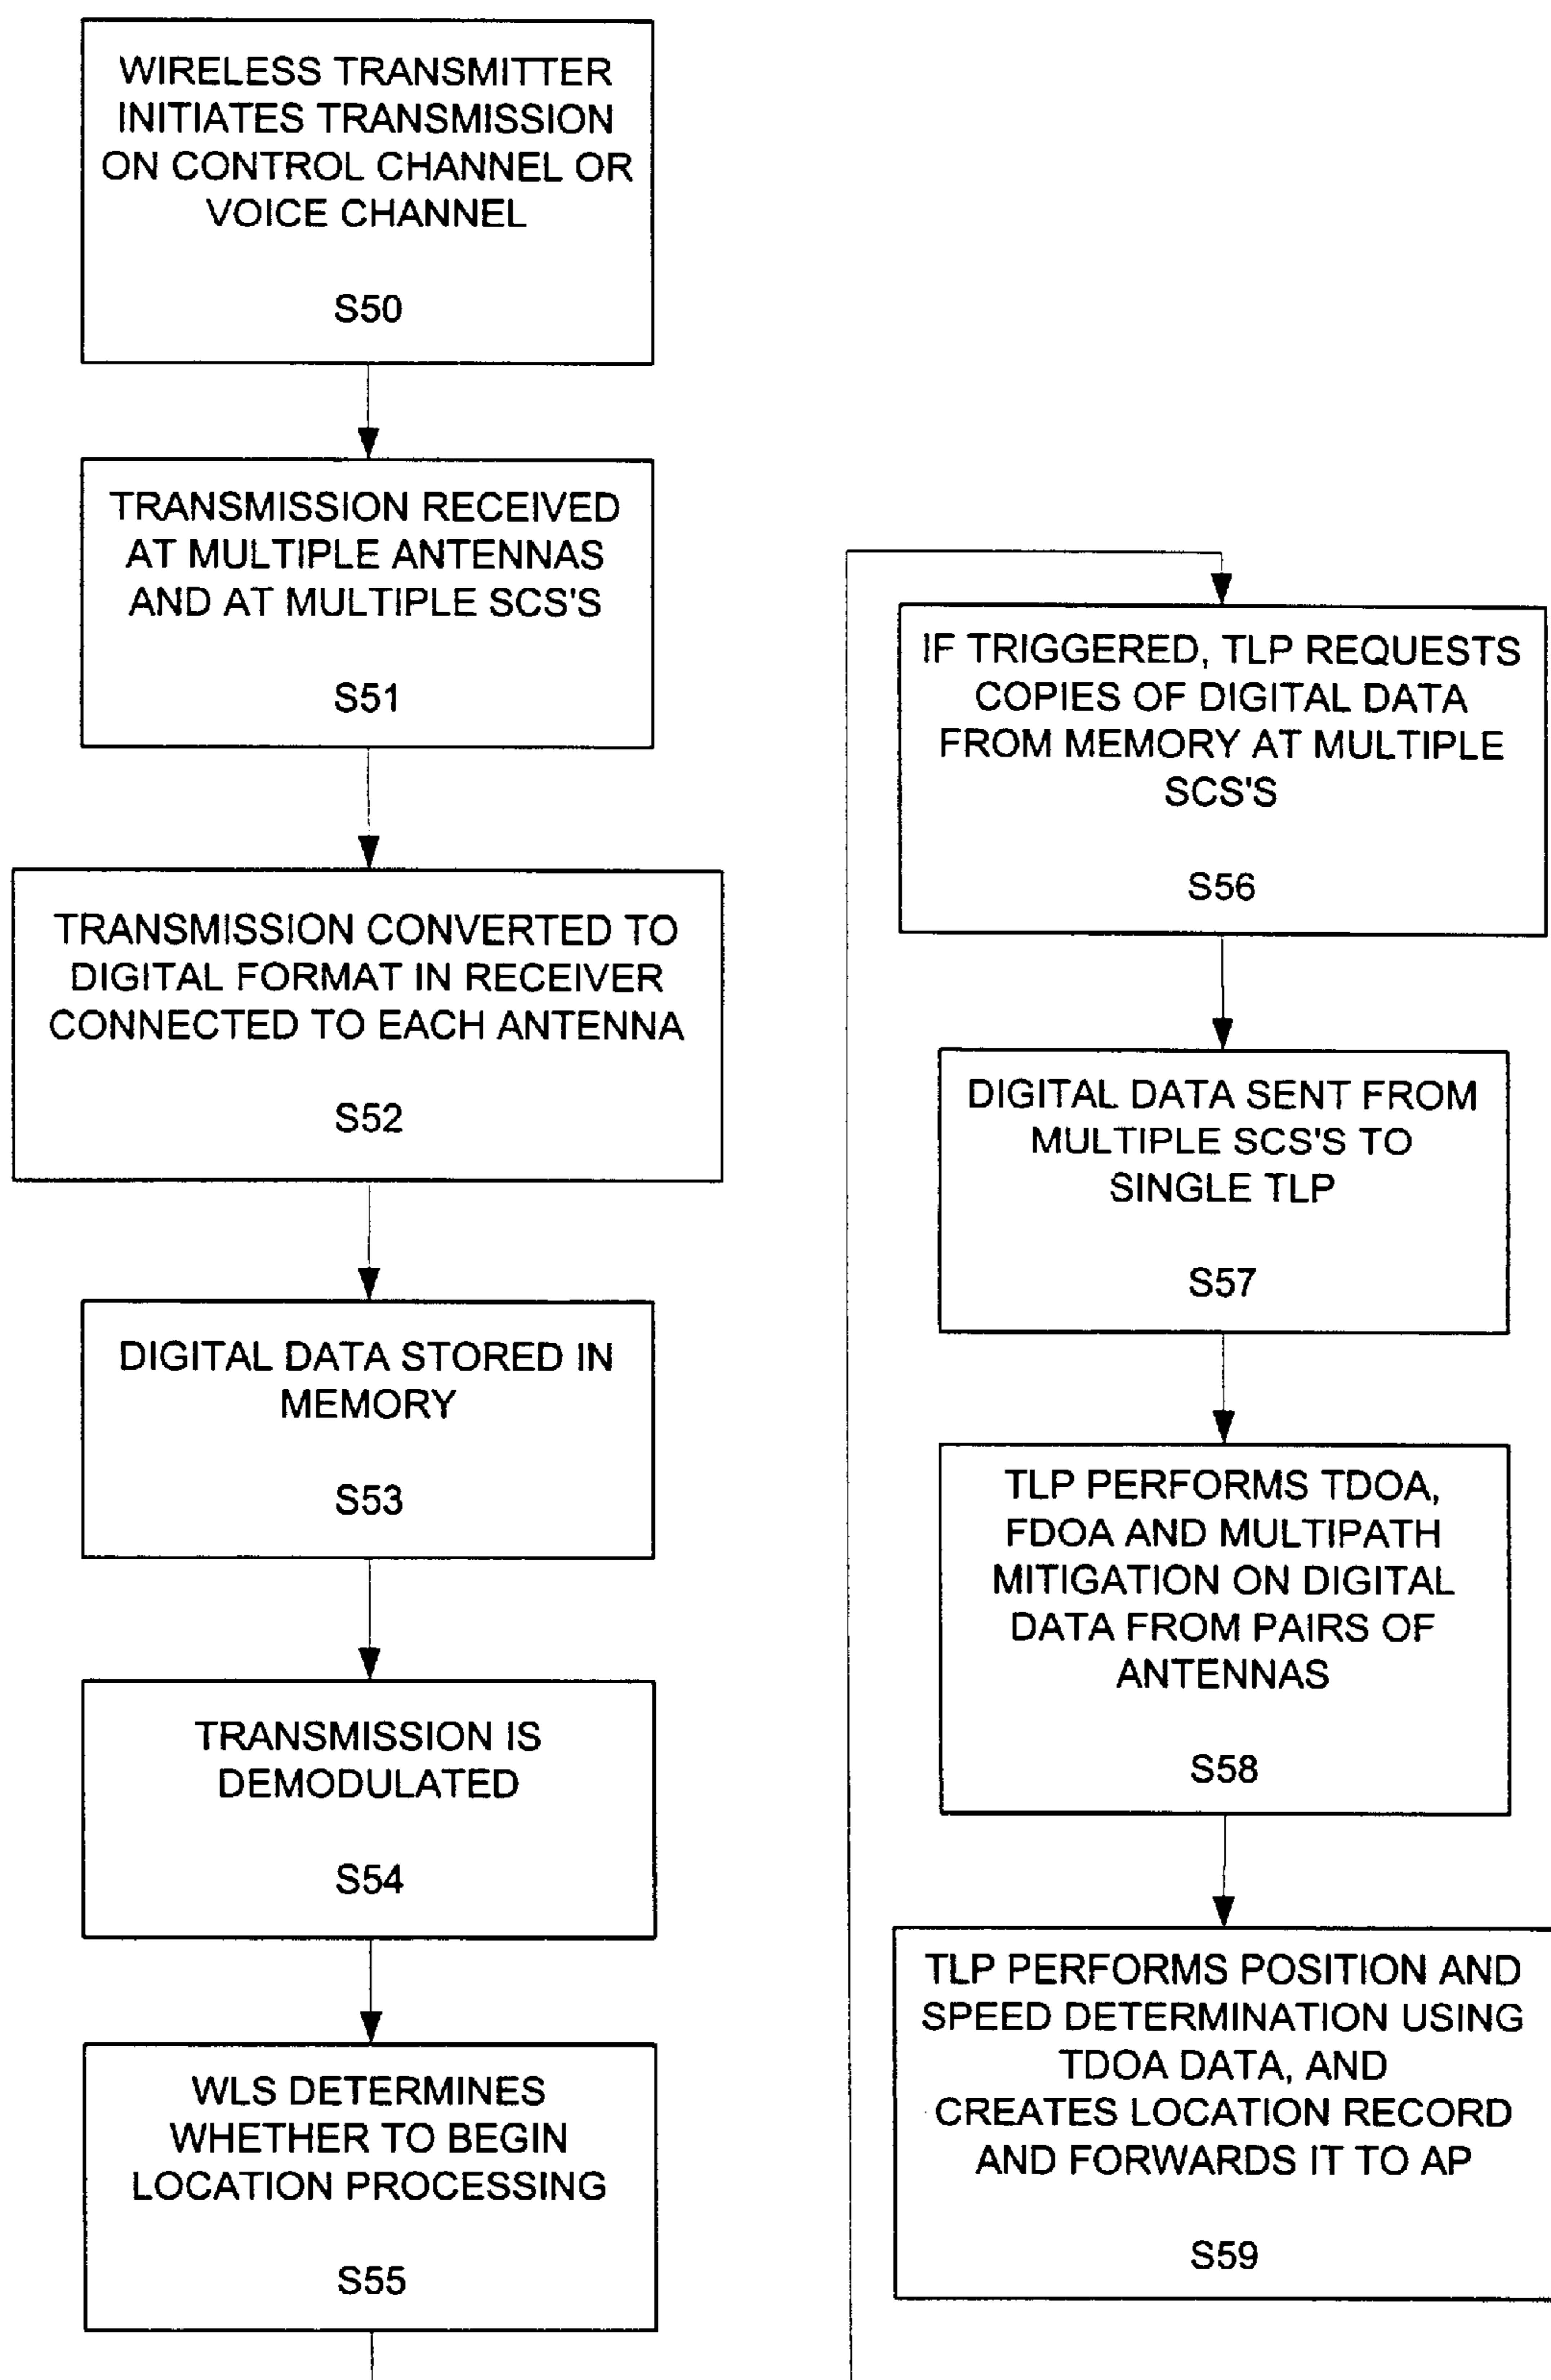 WIRELESS TRANSMITTER
INITIATES TRANSMISSION
ON CONTROL CHANNEL OR
VOICE CHANNEL
S50
TRANSMISSION RECEIVED
AT MULTIPLE ANTENNAS
AND AT MULTIPLE SCS'S
S51
TRANSMISSION CONVERTED TO
DIGITAL FORMAT IN RECEIVER
CONNECTED TO EACH ANTENNA
S52
DIGITAL DATA STORED IN
MEMORY
S53
TRANSMISSION IS
DEMODULATED
S54
WLS DETERMINES
WHETHER TO BEGIN
LOCATION PROCESSING
S55
IF TRIGGERED, TLP REQUESTS
COPIES OF DIGITAL DATA
FROM MEMORY AT MULTIPLE
SCS'S
S56
DIGITAL DATA SENT FROM
MULTIPLE SCS'S TO
SINGLE TLP
S57
TLP PERFORMS TDOA,
FDOA AND MULTIPATH
MITIGATION ON DIGITAL
DATA FROM PAIRS OF
ANTENNAS
S58
TLP PERFORMS POSITION AND
SPEED DETERMINATION USING
TDOA DATA, AND
CREATES LOCATION RECORD
AND FORWARDS IT TO AP
S59